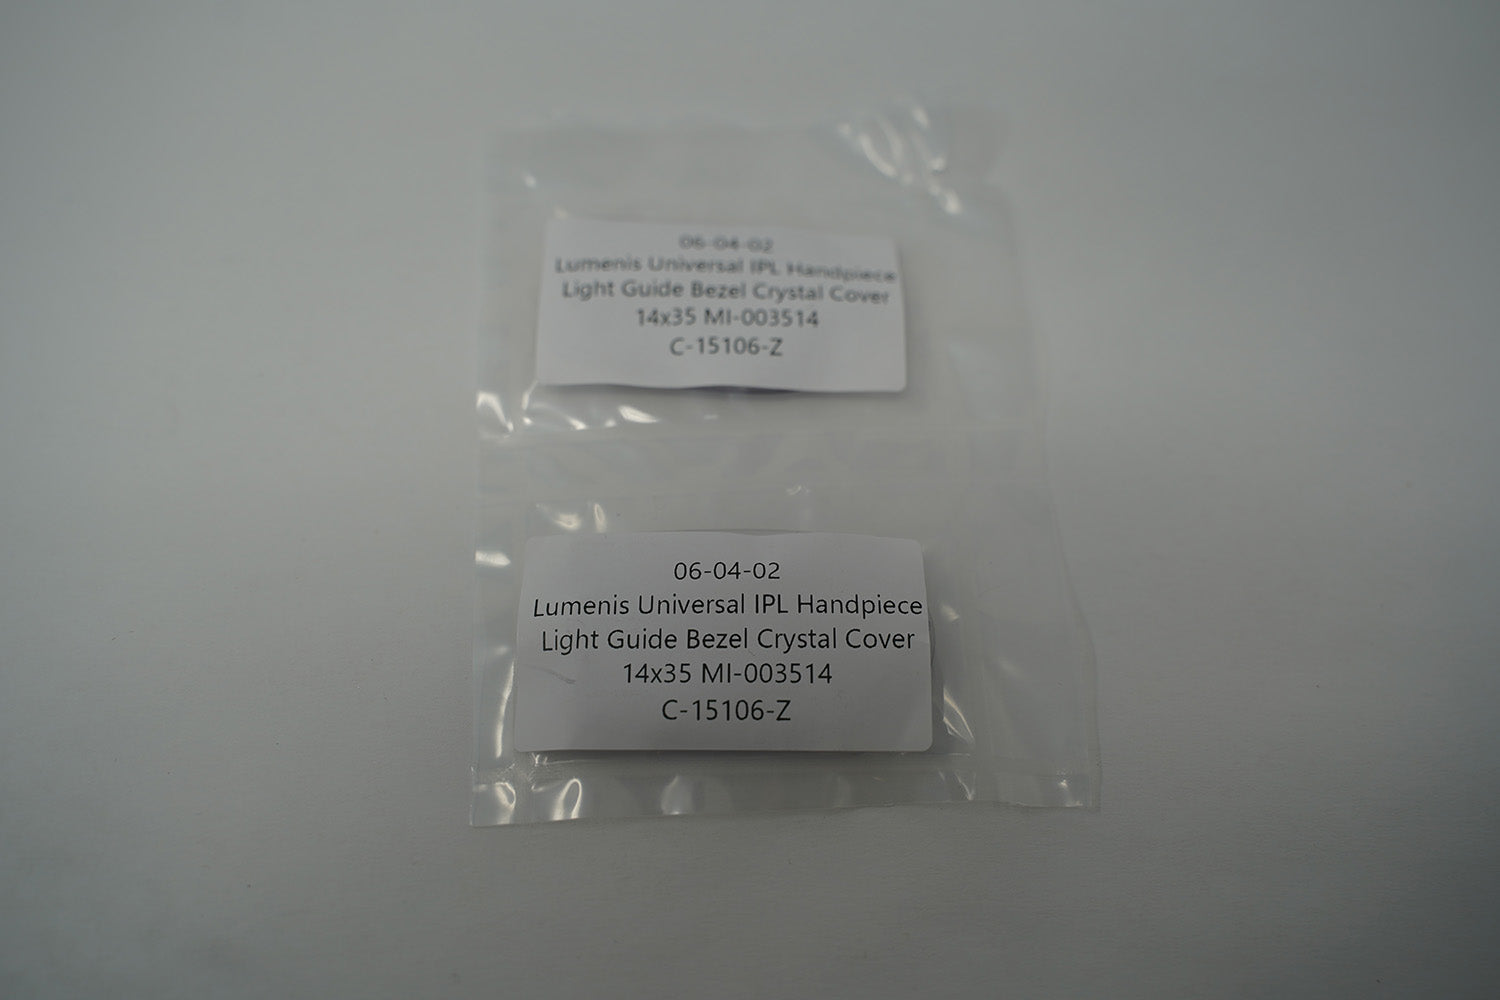 06-04-02
Lumenis Universal IPL Handpiece
Light Guide Bezel Crystal Cover
14x35 MI-003514
C-15106-Z
06-04-02
Lumenis Universal IPL Handpiece
Light Guide Bezel Crystal Cover
14x35 MI-003514
C-15106-Z